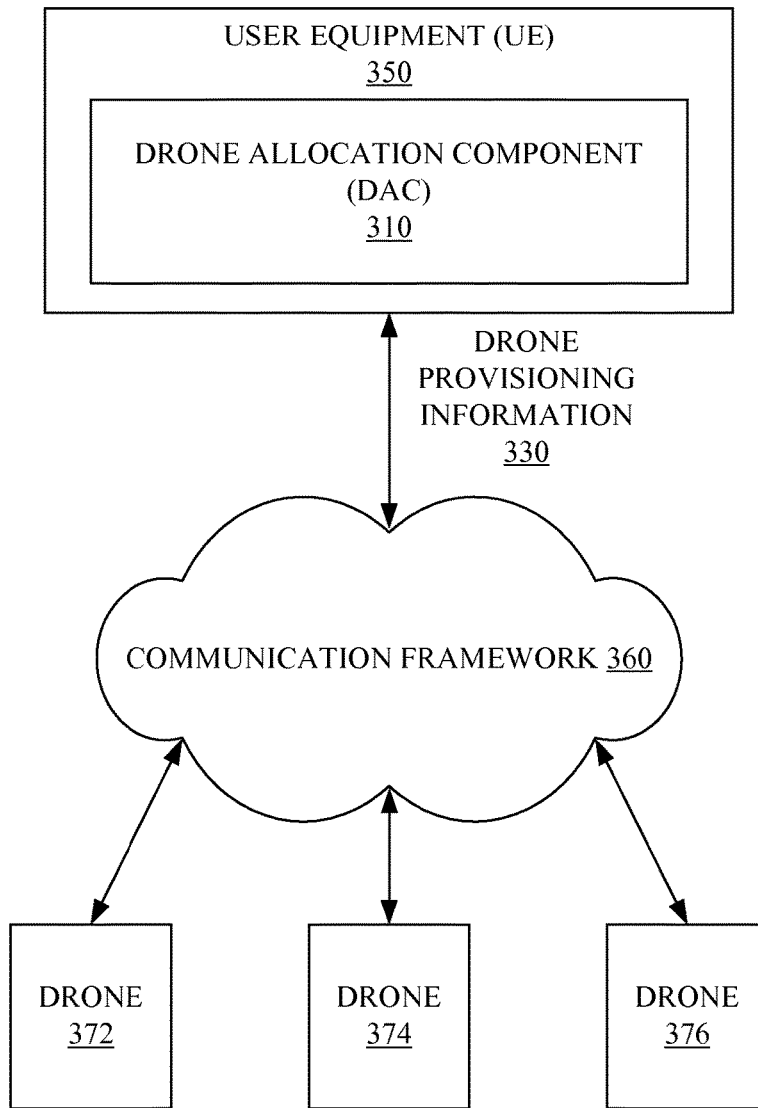 USER EQUIPMENT (UE)
350
DRONE ALLOCATION COMPONENT
(DAC)
310
DRONE
PROVISIONING
INFORMATION
330
COMMUNICATION FRAMEWORK 360
DRONE
372
DRONE
374
DRONE
376